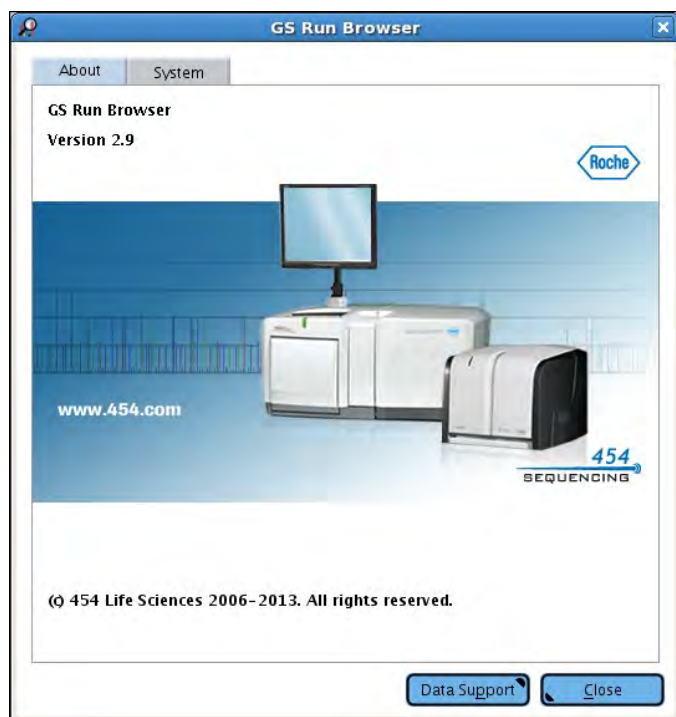 GS Run Browser
About System
GS Run Browser
Version 2.9
Roche
www.454.com
454
SEQUENCING
(c) 454 Life Sciences 2006-2013. All rights reserved.
Data Support Close